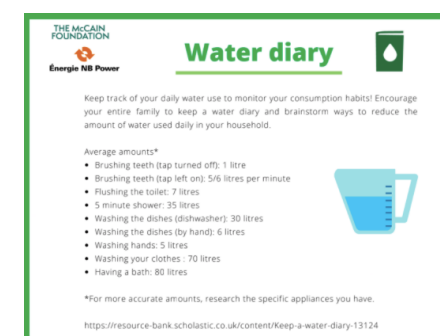 THE McCAIN
FOUNDATION
Énergie NB Power
Water diary
Keep track of your daily water use to monitor your consumption habits! Encourage
your entire family to keep a water diary and brainstorm ways to reduce the
amount of water used daily in your household.
Average amounts*
• Brushing teeth (tap turned off): 1 litre
• Brushing teeth (tap left on): 5/6 litres per minute
• Flushing the toilet: 7 litres
• 5 minute shower: 35 litres
• Washing the dishes (dishwasher): 30 litres
• Washing the dishes (by hand): 6 litres
• Washing hands: 5 litres
• Washing your clothes : 70 litres
• Having a bath: 80 litres
*For more accurate amounts, research the specific appliances you have.
https://resource-bank.scholastic.co.uk/content/Keep-a-water-diary-13124